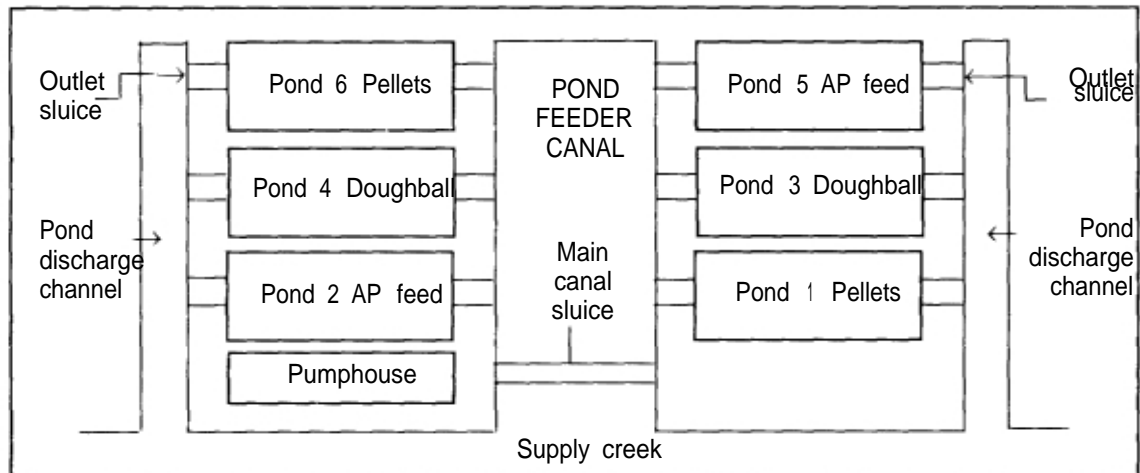 Outlet
sluice
Pond 6 Pellets
POND
FEEDER
CANAL
Pond 5 AP feed
Outlet
sluice
Pond 4 Doughball
Pond 3 Doughball
Pond
discharge
channel
Pond 2 AP feed
Main
canal
sluice
Pond 1 Pellets
Pond
discharge
channel
Pumphouse
Supply creek